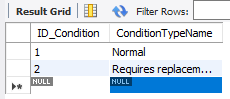 Result Grid Filter Rows:
ID_Condition ConditionTypeName
1 Normal
2 Requires replacem...
NULL NULL